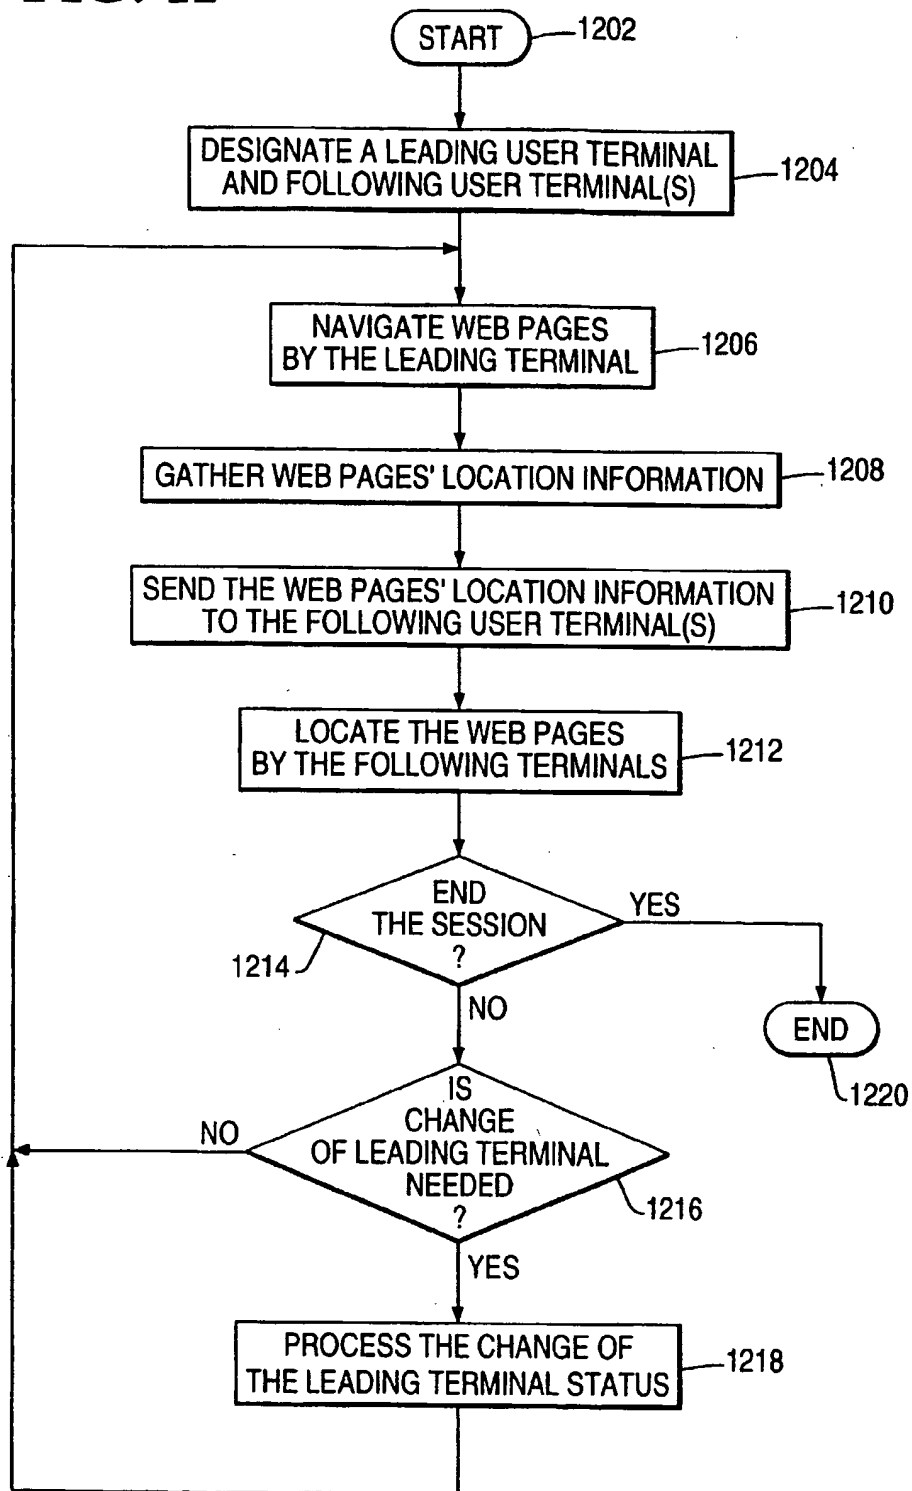 START
1202
DESIGNATE A LEADING USER TERMINAL
AND FOLLOWING USER TERMINAL(S)
1204
NAVIGATE WEB PAGES
BY THE LEADING TERMINAL
1206
GATHER WEB PAGES' LOCATION INFORMATION
1208
SEND THE WEB PAGES' LOCATION INFORMATION
TO THE FOLLOWING USER TERMINAL(S)
1210
LOCATE THE WEB PAGES
BY THE FOLLOWING TERMINALS
1212
END
THE SESSION
?
1214
YES
NO
END
1220
IS
CHANGE
OF LEADING TERMINAL
NEEDED
?
1216
NO
YES
PROCESS THE CHANGE OF
THE LEADING TERMINAL STATUS
1218